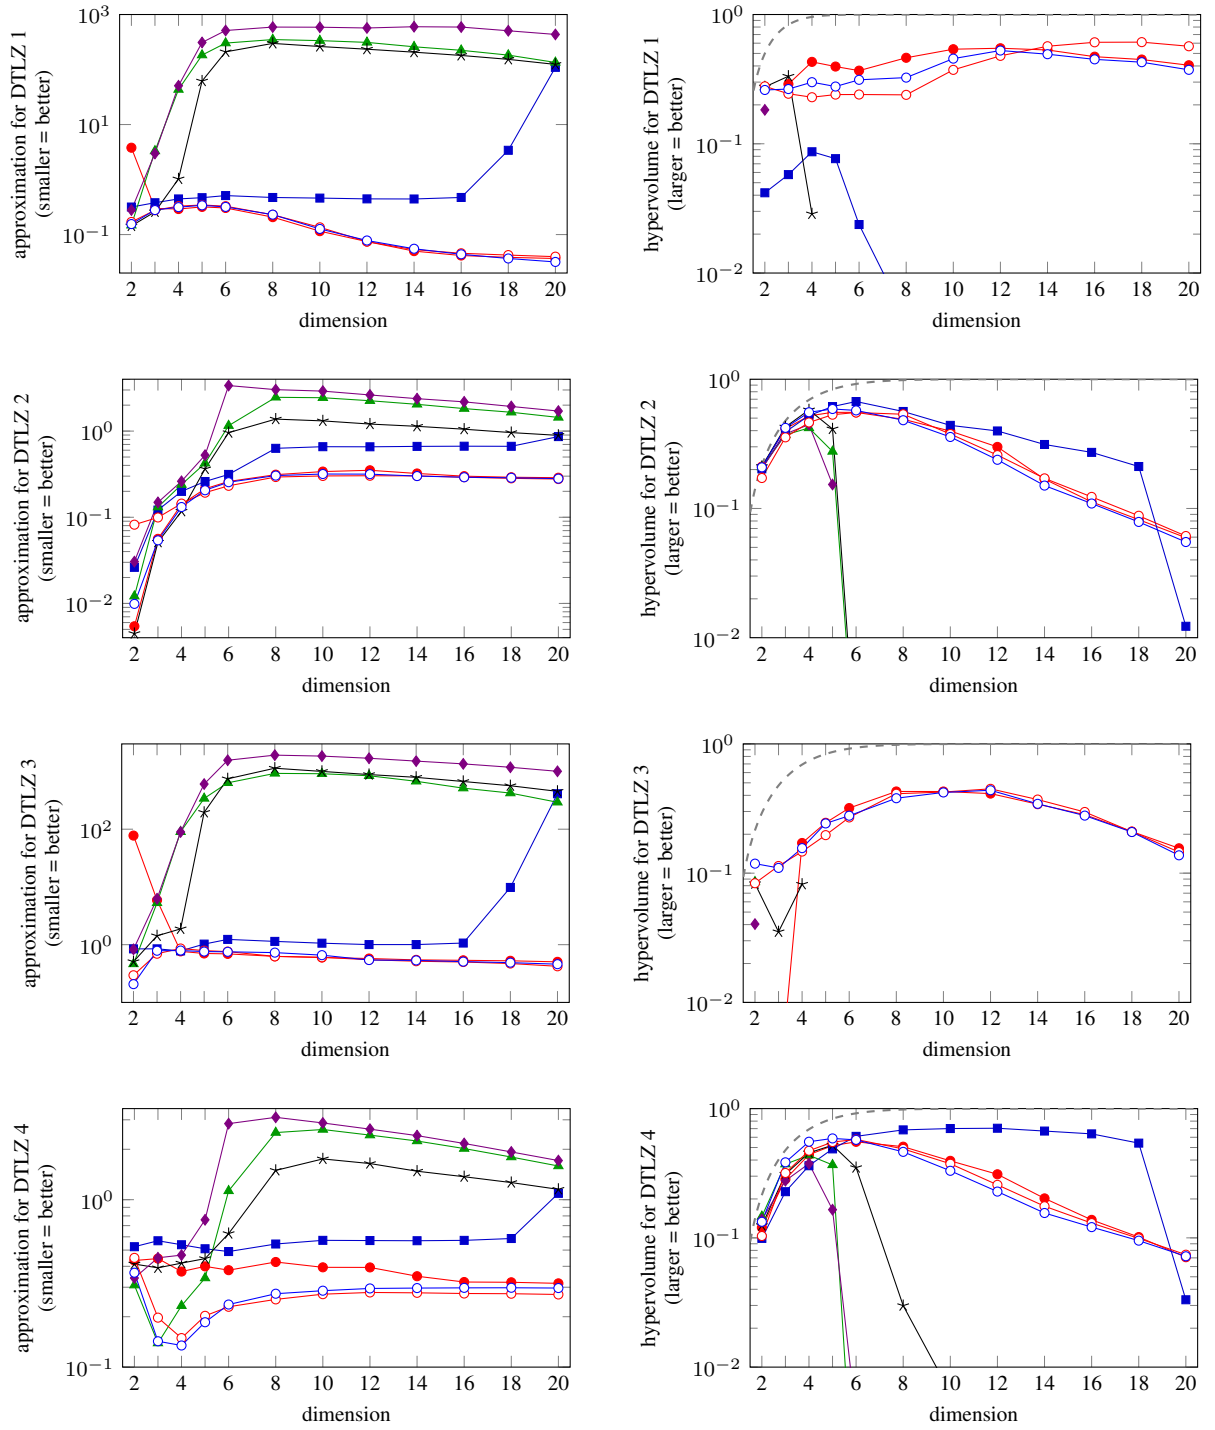 approximation for DTLZ 1
(smaller = better)
10^3
10^1
10^−1
2 4 6 8 10 12 14 16 18 20
dimension
hypervolume for DTLZ 1
(larger = better)
10^0
10^−1
10^−2
2 4 6 8 10 12 14 16 18 20
dimension
approximation for DTLZ 2
(smaller = better)
10^0
10^−1
10^−2
2 4 6 8 10 12 14 16 18 20
dimension
hypervolume for DTLZ 2
(larger = better)
10^0
10^−1
10^−2
2 4 6 8 10 12 14 16 18 20
dimension
approximation for DTLZ 3
(smaller = better)
10^2
10^0
2 4 6 8 10 12 14 16 18 20
dimension
hypervolume for DTLZ 3
(larger = better)
10^0
10^−1
10^−2
2 4 6 8 10 12 14 16 18 20
dimension
approximation for DTLZ 4
(smaller = better)
10^0
10^−1
2 4 6 8 10 12 14 16 18 20
dimension
hypervolume for DTLZ 4
(larger = better)
10^0
10^−1
10^−2
2 4 6 8 10 12 14 16 18 20
dimension